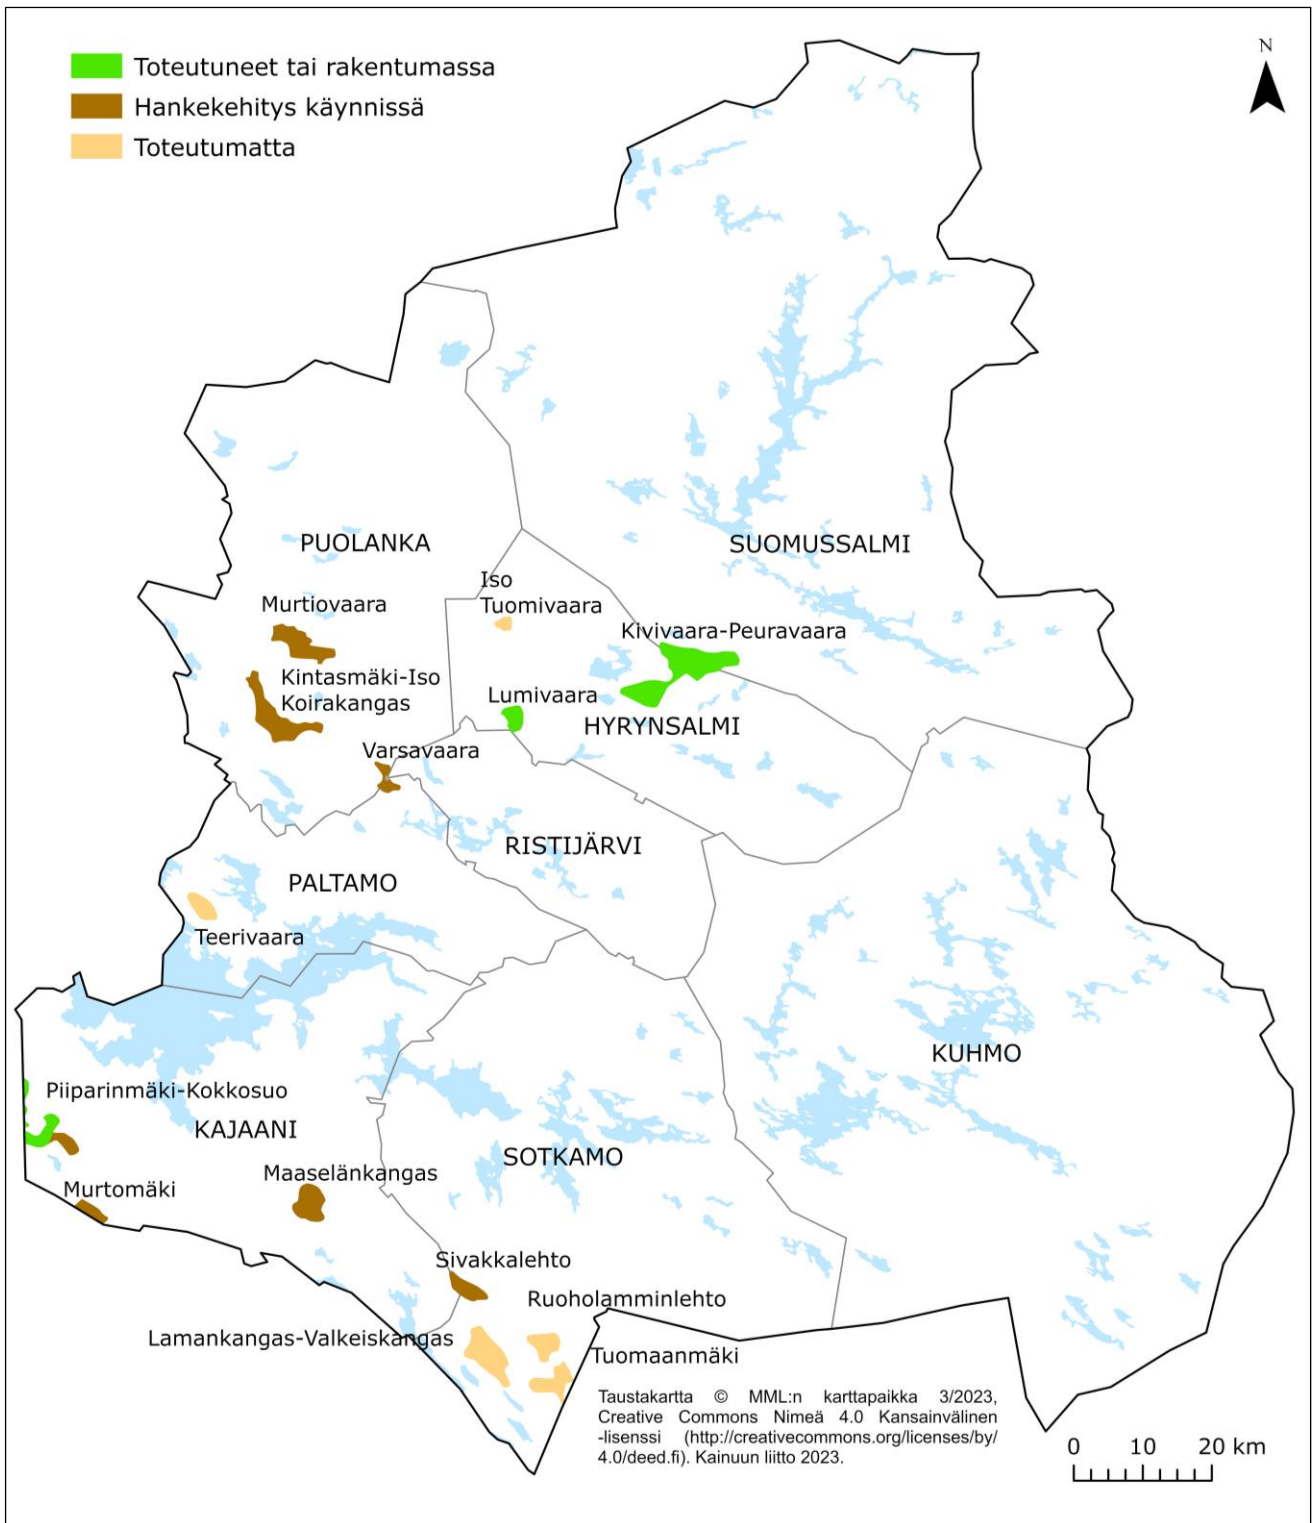 N
Toteutuneet tai rakentumassa
Hankekehitys käynnissä
Toteutumatta
PUOLANKA
SUOMUSSALMI
Iso
Tuomivaara
Murtiovaara
Kivivaara-Peuravaara
Kintasmäki-Iso
Koirakangas
Lumivaara
HYRYNSALMI
Varsavaara
RISTIJÄRVI
PALTAMO
Teerivaara
KUHMO
Piiparinmäki-Kokkosuo
KAJAANI
SOTKAMO
Maaselänkangas
Murtomäki
Sivakkalehto
Ruoholamminlehto
Lamankangas-Valkeiskangas
Tuomaanmäki
Taustakartta © MML:n karttapaikka 3/2023,
Creative Commons Nimeä 4.0 Kansainvälinen
-lisenssi (http://creativecommons.org/licenses/by/
4.0/deed.fi). Kainuun liitto 2023.
0 10 20 km